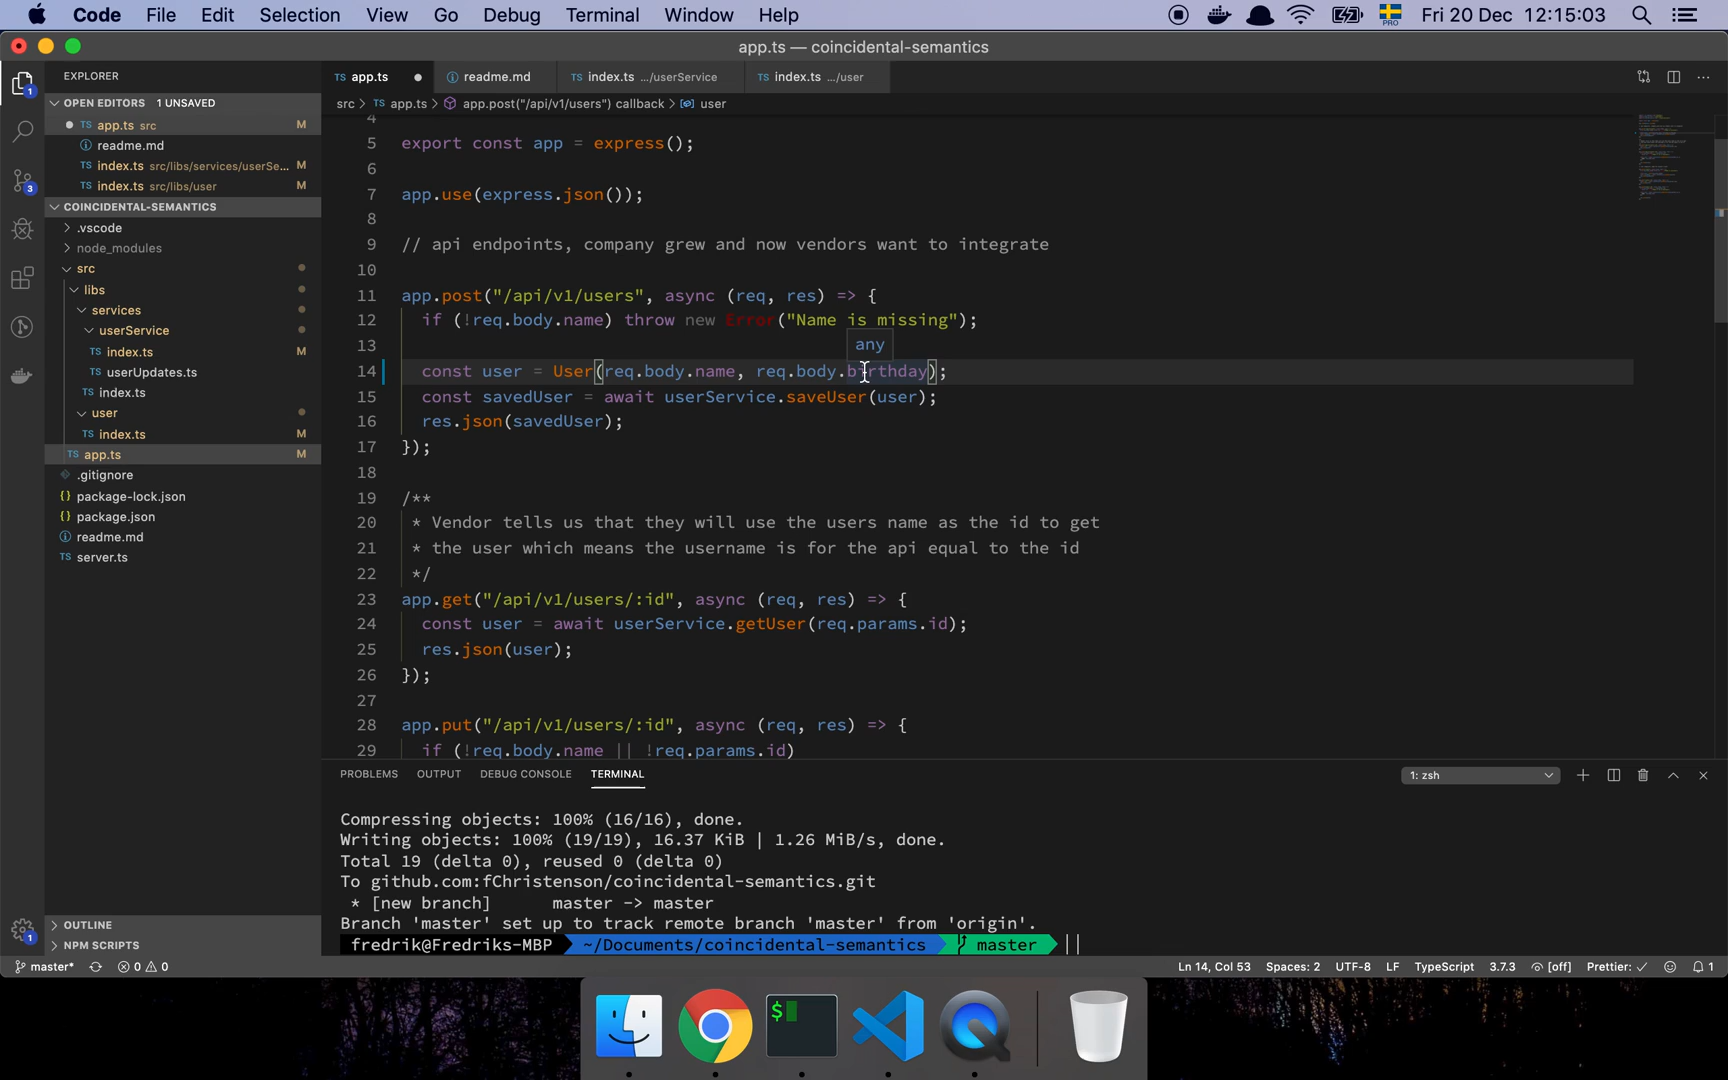 Code File Edit Selection View Go Debug Terminal Window Help
PRO
Fri 20 Dec 12:15:03
app.ts — coincidental-semantics
EXPLORER
TS app.ts
readme.md
TS index.ts .../userService
TS index.ts .../user
OPEN EDITORS 1 UNSAVED
TS app.ts src M
readme.md
TS index.ts src/libs/services/userSe... M
TS index.ts src/libs/user M
COINCIDENTAL-SEMANTICS
.vscode
node_modules
src
libs
services
userService
TS index.ts M
TS userUpdates.ts
TS index.ts
user
TS index.ts M
TS app.ts M
.gitignore
{} package-lock.json
{} package.json
readme.md
TS server.ts
OUTLINE
NPM SCRIPTS
1
3
1
src > TS app.ts > app.post("/api/v1/users") callback > user
4
5 export const app = express();
6
7 app.use(express.json());
8
9 // api endpoints, company grew and now vendors want to integrate
10
11 app.post("/api/v1/users", async (req, res) => {
12 if (!req.body.name) throw new Error("Name is missing");
13
any
14 const user = User(req.body.name, req.body.birthday);
15 const savedUser = await userService.saveUser(user);
16 res.json(savedUser);
17 });
18
19 /**
20 * Vendor tells us that they will use the users name as the id to get
21 * the user which means the username is for the api equal to the id
22 */
23 app.get("/api/v1/users/:id", async (req, res) => {
24 const user = await userService.getUser(req.params.id);
25 res.json(user);
26 });
27
28 app.put("/api/v1/users/:id", async (req, res) => {
29 if (!req.body.name || !req.params.id)
PROBLEMS OUTPUT DEBUG CONSOLE TERMINAL
1: zsh
Compressing objects: 100% (16/16), done.
Writing objects: 100% (19/19), 16.37 KiB | 1.26 MiB/s, done.
Total 19 (delta 0), reused 0 (delta 0)
To github.com:fChristenson/coincidental-semantics.git
* [new branch] master -> master
Branch 'master' set up to track remote branch 'master' from 'origin'.
fredrik@Fredriks-MBP ~/Documents/coincidental-semantics master
master* 0 0
Ln 14, Col 53 Spaces: 2 UTF-8 LF TypeScript 3.7.3 [off] Prettier: ✓ 1
$